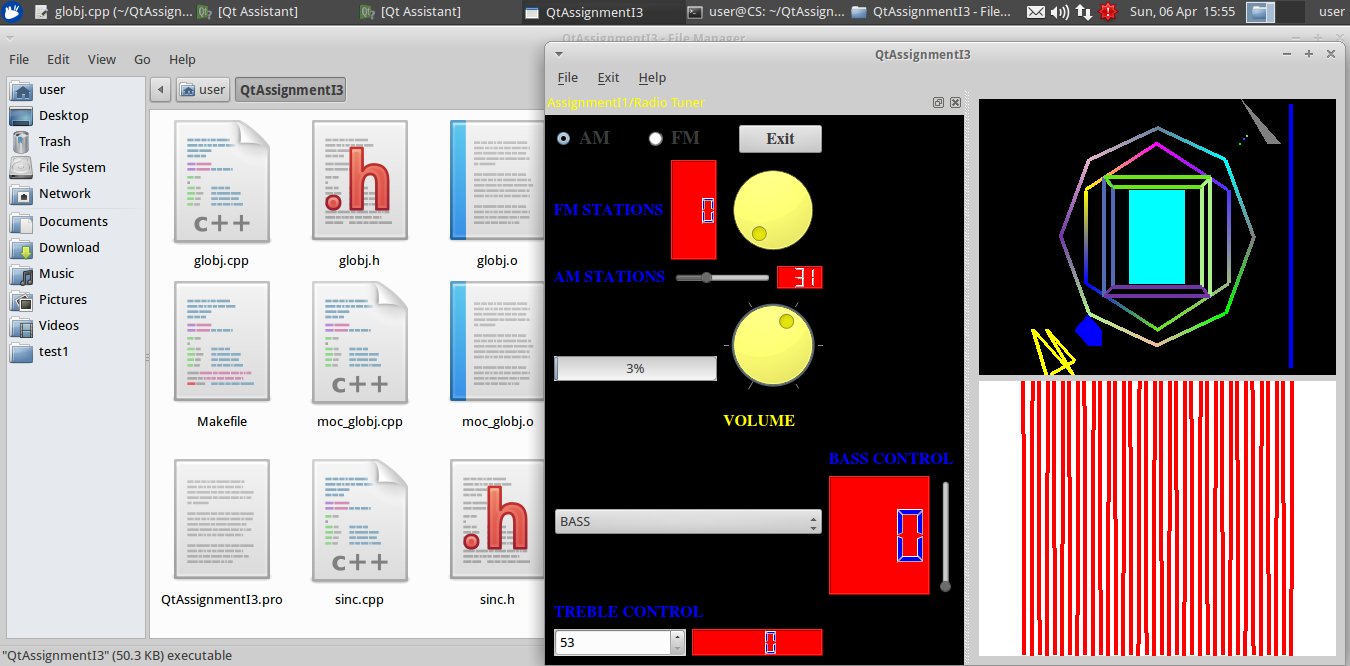 globj.cpp (~/QtAssign... [Qt Assistant] [Qt Assistant] QtAssignmentI3 user@CS: ~/QtAssign... QtAssignmentI3 - File... Sun, 06 Apr 15:55 user
QtAssignmentI3 - File Manager
File Edit View Go Help
user QtAssignmentI3
user
Desktop
Trash
File System
Network
Documents
Download
Music
Pictures
Videos
test1
c++ .h
globj.cpp globj.h globj.o
c++
Makefile moc_globj.cpp moc_globj.o
c++ .h
QtAssignmentI3.pro sinc.cpp sinc.h
"QtAssignmentI3" (50.3 KB) executable
QtAssignmentI3
File Exit Help
AssignmentI1/Radio Tuner
AM FM Exit
FM STATIONS 0
AM STATIONS 31
3%
VOLUME
BASS CONTROL
BASS 0
TREBLE CONTROL
53 0